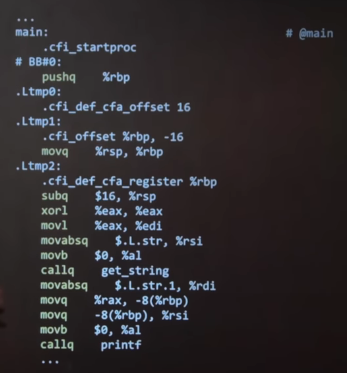 ...
main: # @main
.cfi_startproc
# BB#0:
pushq %rbp
.Ltmp0:
.cfi_def_cfa_offset 16
.Ltmp1:
.cfi_offset %rbp, -16
movq %rsp, %rbp
.Ltmp2:
.cfi_def_cfa_register %rbp
subq $16, %rsp
xorl %eax, %eax
movl %eax, %edi
movabsq $.L.str, %rsi
movb $0, %al
callq get_string
movabsq $.L.str.1, %rdi
movq %rax, -8(%rbp)
movq -8(%rbp), %rsi
movb $0, %al
callq printf
...